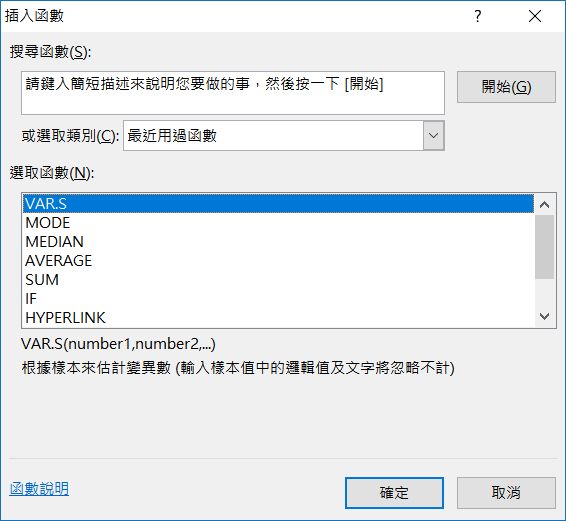 插入函數
搜尋函數(S):
請鍵入簡短描述來說明您要做的事，然後按一下 [開始]
開始(G)
或選取類別(C): 最近用過函數
選取函數(N):
VAR.S
MODE
MEDIAN
AVERAGE
SUM
IF
HYPERLINK
VAR.S(number1,number2,...)
根據樣本來估計變異數 (輸入樣本值中的邏輯值及文字將忽略不計)
函數說明
確定
取消